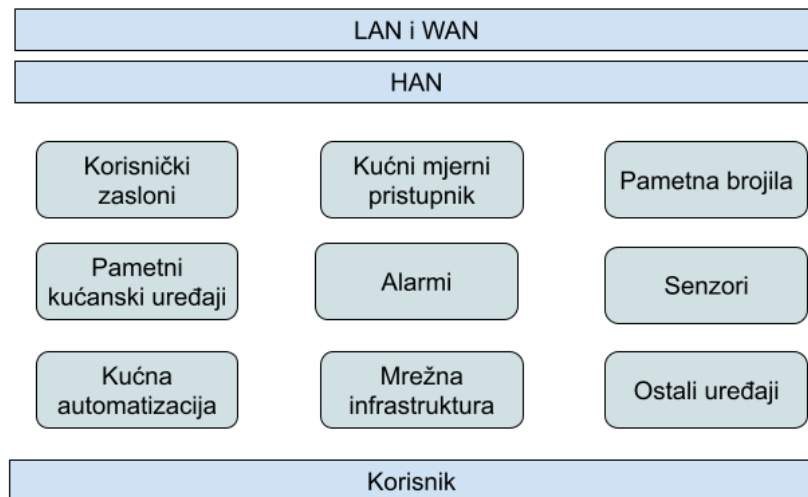 LAN i WAN
HAN
Korisnički
zasloni
Kućni mjerni
pristupnik
Pametna brojila
Pametni
kućanski uređaji
Alarmi
Senzori
Kućna
automatizacija
Mrežna
infrastruktura
Ostali uređaji
Korisnik